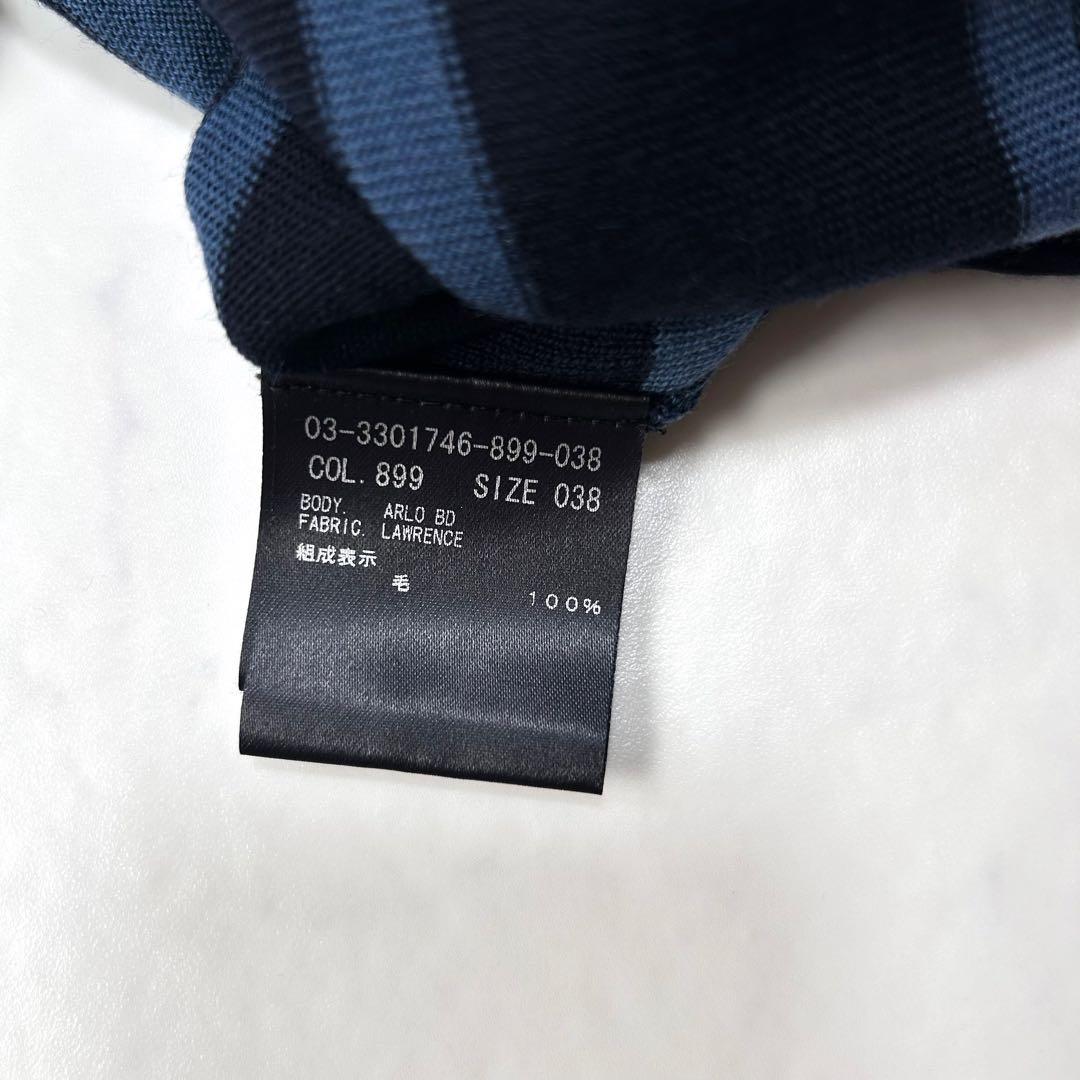 03-3301746-899-038
COL. 899 SIZE 038
BODY. ARLO BD
FABRIC. LAWRENCE
組成表示
毛 100%